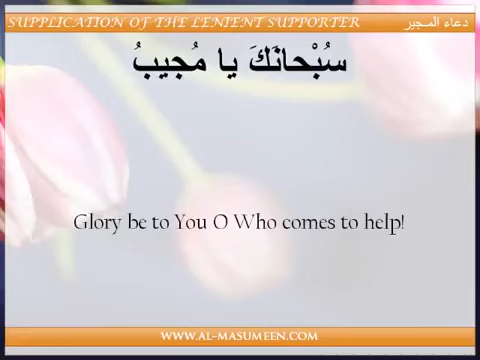 SUPPLICATION OF THE LENIENT SUPPORTER دعاء المجير
سُبْحانَكَ يا مُجيبُ
Glory be to You O Who comes to help!
WWW.AL-MASUMEEN.COM